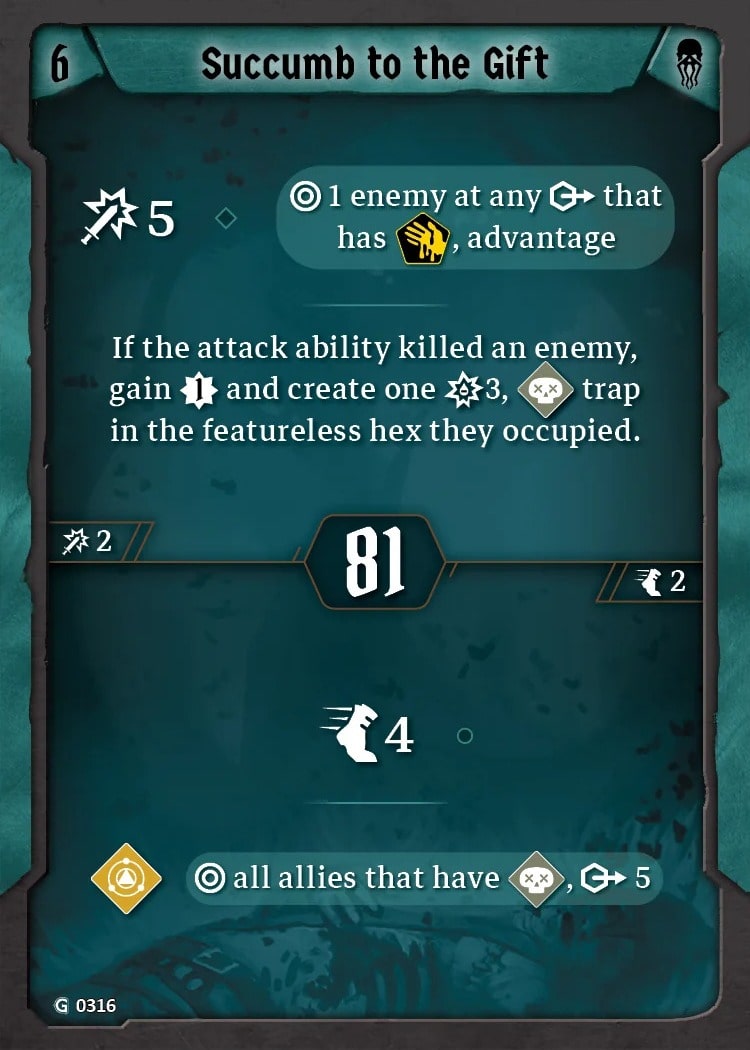 6
Succumb to the Gift
5
1 enemy at any that
has , advantage
If the attack ability killed an enemy,
gain 1 and create one 3, trap
in the featureless hex they occupied.
2
81
2
4
all allies that have , 5
G 0316